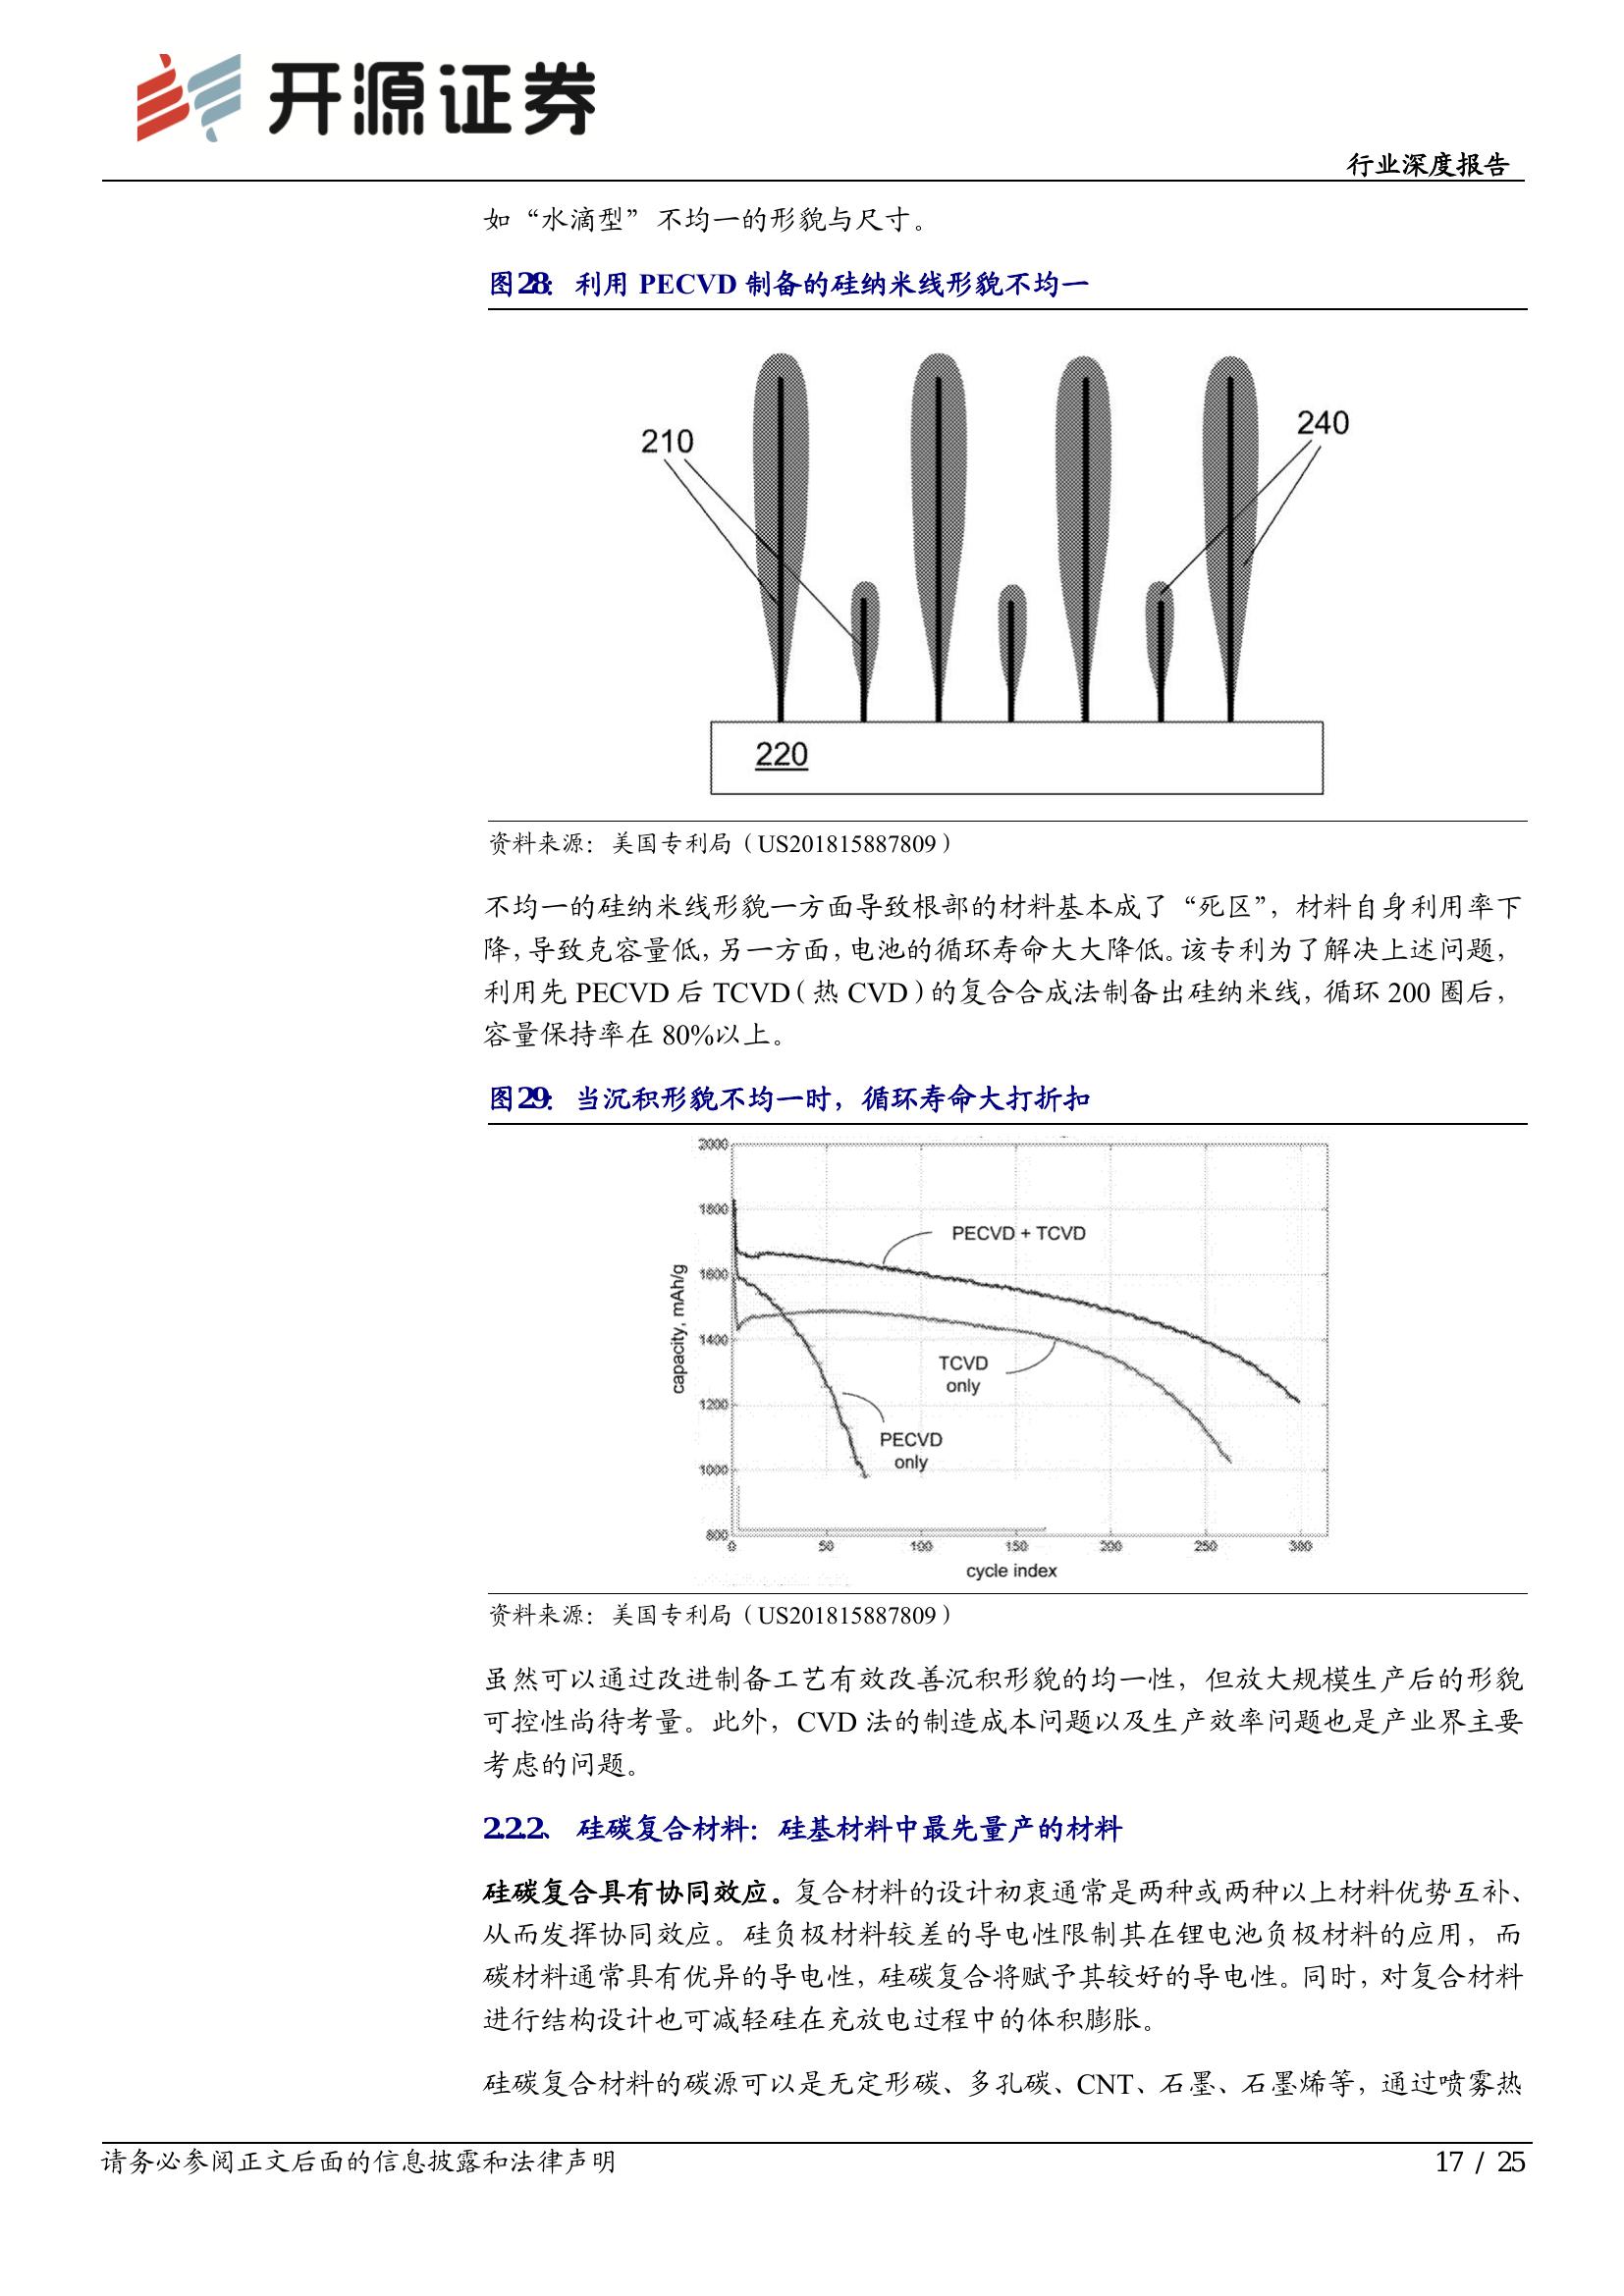 开源证券
行业深度报告
如“水滴型”不均一的形貌与尺寸。
图28： 利用 PECVD 制备的硅纳米线形貌不均一
210
240
220
资料来源：美国专利局（US201815887809）
不均一的硅纳米线形貌一方面导致根部的材料基本成了“死区”，材料自身利用率下
降，导致克容量低，另一方面，电池的循环寿命大大降低。该专利为了解决上述问题，
利用先 PECVD 后 TCVD（热 CVD）的复合合成法制备出硅纳米线，循环 200 圈后，
容量保持率在 80%以上。
图29： 当沉积形貌不均一时，循环寿命大打折扣
2000
1800
1600
1400
1200
1000
800
capacity, mAh/g
PECVD + TCVD
TCVD
only
PECVD
only
0 50 100 150 200 250 300
cycle index
资料来源：美国专利局（US201815887809）
虽然可以通过改进制备工艺有效改善沉积形貌的均一性，但放大规模生产后的形貌
可控性尚待考量。此外，CVD 法的制造成本问题以及生产效率问题也是产业界主要
考虑的问题。
2.2.2、 硅碳复合材料：硅基材料中最先量产的材料
硅碳复合具有协同效应。复合材料的设计初衷通常是两种或两种以上材料优势互补、
从而发挥协同效应。硅负极材料较差的导电性限制其在锂电池负极材料的应用，而
碳材料通常具有优异的导电性，硅碳复合将赋予其较好的导电性。同时，对复合材料
进行结构设计也可减轻硅在充放电过程中的体积膨胀。
硅碳复合材料的碳源可以是无定形碳、多孔碳、CNT、石墨、石墨烯等，通过喷雾热
请务必参阅正文后面的信息披露和法律声明
17 / 25